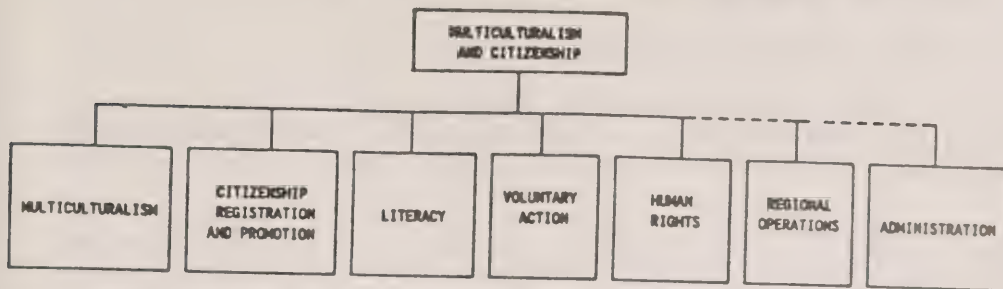 MULTICULTURALISM
AND CITIZENSHIP
MULTICULTURALISM
CITIZENSHIP
REGISTRATION
AND PROMOTION
LITERACY
VOLUNTARY
ACTION
HUMAN
RIGHTS
REGIONAL
OPERATIONS
ADMINISTRATION